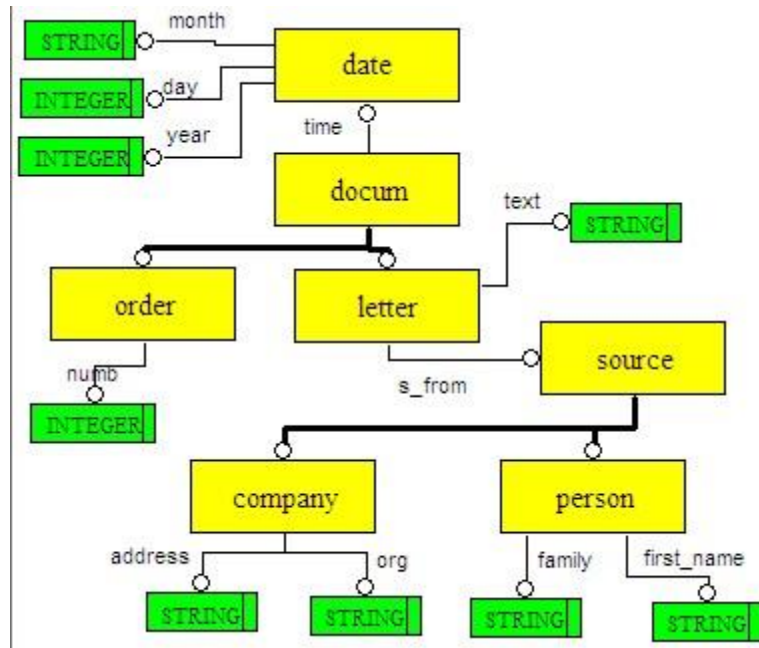 month
STRING
date
day
INTEGER
year
INTEGER
time
docum
text
STRING
order
letter
source
numb
s_from
INTEGER
company
person
address
org
family
first_name
STRING
STRING
STRING
STRING